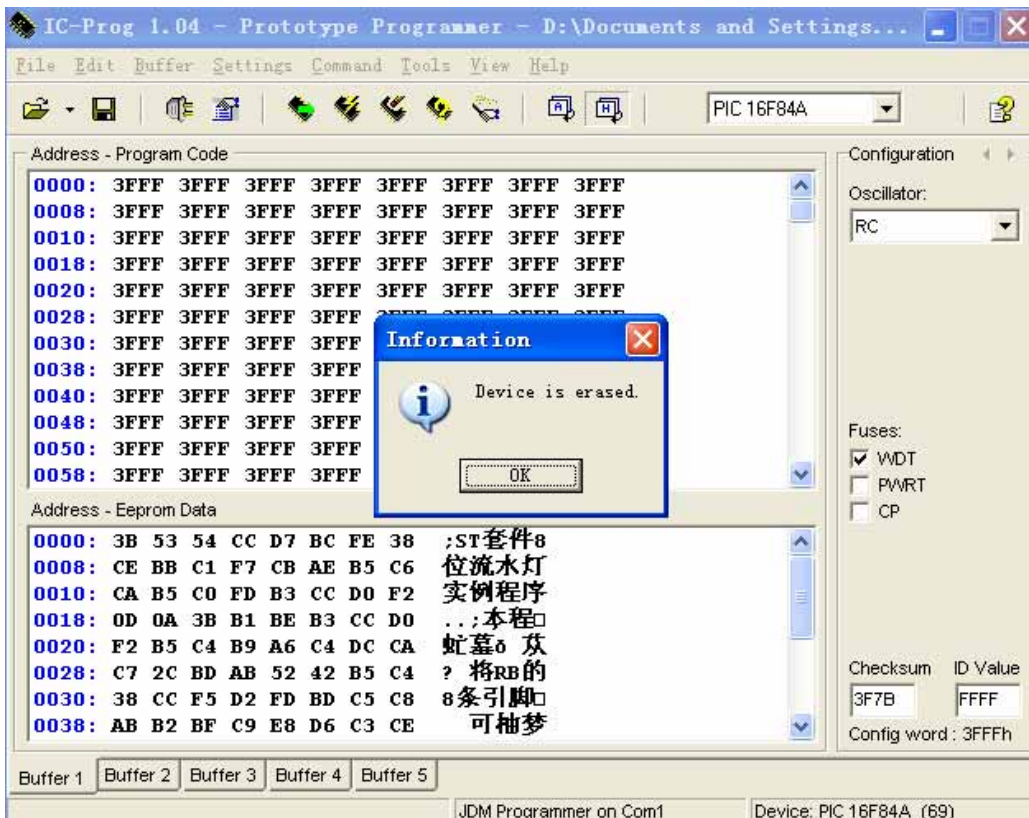 IC-Prog 1.04 - Prototype Programmer - D:\Documents and Settings...
File Edit Buffer Settings Command Tools View Help
PIC 16F84A
Address - Program Code
0000: 3FFF 3FFF 3FFF 3FFF 3FFF 3FFF 3FFF 3FFF
0008: 3FFF 3FFF 3FFF 3FFF 3FFF 3FFF 3FFF 3FFF
0010: 3FFF 3FFF 3FFF 3FFF 3FFF 3FFF 3FFF 3FFF
0018: 3FFF 3FFF 3FFF 3FFF 3FFF 3FFF 3FFF 3FFF
0020: 3FFF 3FFF 3FFF 3FFF 3FFF 3FFF 3FFF 3FFF
0028: 3FFF 3FFF 3FFF 3FFF
0030: 3FFF 3FFF 3FFF 3FFF
0038: 3FFF 3FFF 3FFF 3FFF
0040: 3FFF 3FFF 3FFF 3FFF
0048: 3FFF 3FFF 3FFF 3FFF
0050: 3FFF 3FFF 3FFF 3FFF
0058: 3FFF 3FFF 3FFF 3FFF
Information
Device is erased.
OK
Address - Eeprom Data
0000: 3B 53 54 CC D7 BC FE 38 ;ST套件8
0008: CE BB C1 F7 CB AE B5 C6 位流水灯
0010: CA B5 C0 FD B3 CC D0 F2 实例程序
0018: 0D 0A 3B B1 BE B3 CC D0 ..;本程□
0020: F2 B5 C4 B9 A6 C4 DC CA 虻墓δ 苁
0028: C7 2C BD AB 52 42 B5 C4 ? 将RB的
0030: 38 CC F5 D2 FD BD C5 C8 8条引脚□
0038: AB B2 BF C9 E8 D6 C3 CE 可柚梦
Configuration
Oscillator:
RC
Fuses:
WDT
PWRT
CP
Checksum ID Value
3F7B FFFF
Config word : 3FFFh
Buffer 1 Buffer 2 Buffer 3 Buffer 4 Buffer 5
JDM Programmer on Com1 Device: PIC 16F84A (69)